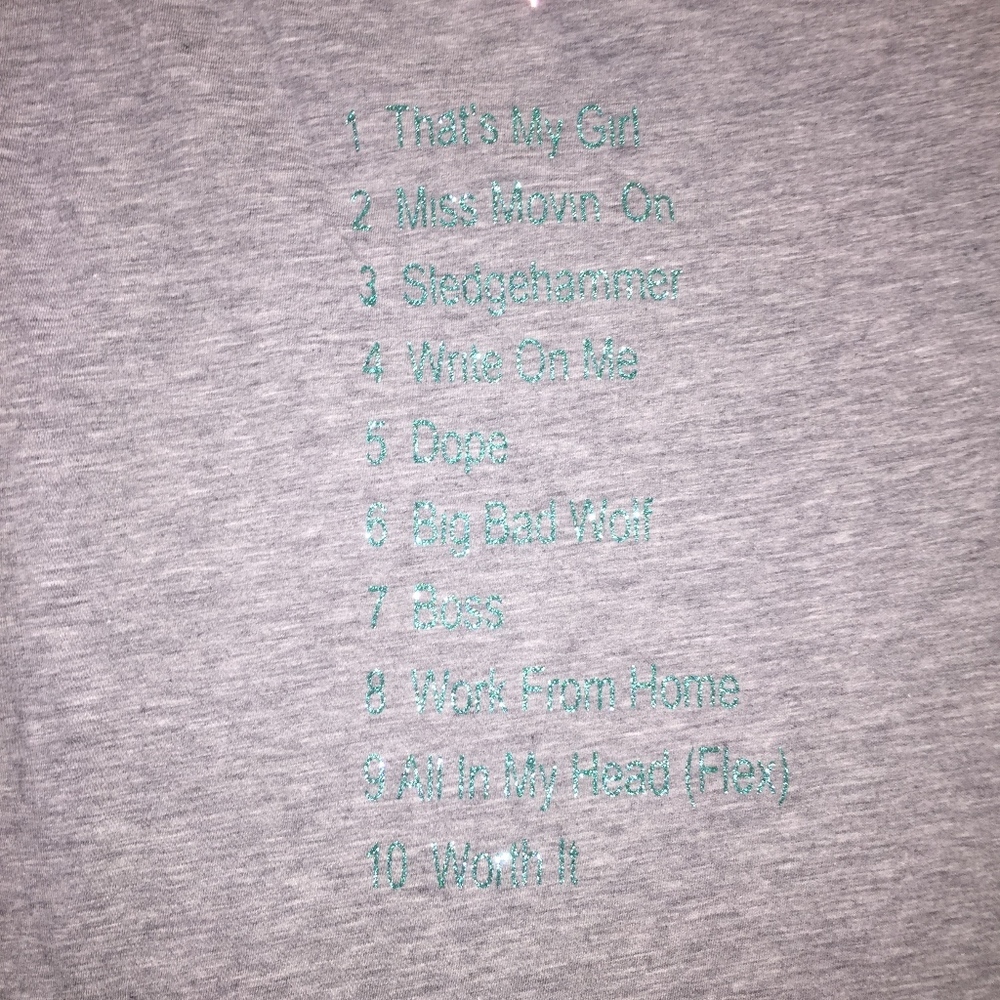 1 That's My Girl
2 Miss Movin On
3 Sledgehammer
4 Write On Me
5 Dope
6 Big Bad Wolf
7 Boss
8 Work From Home
9 All In My Head (Flex)
10 Worth It